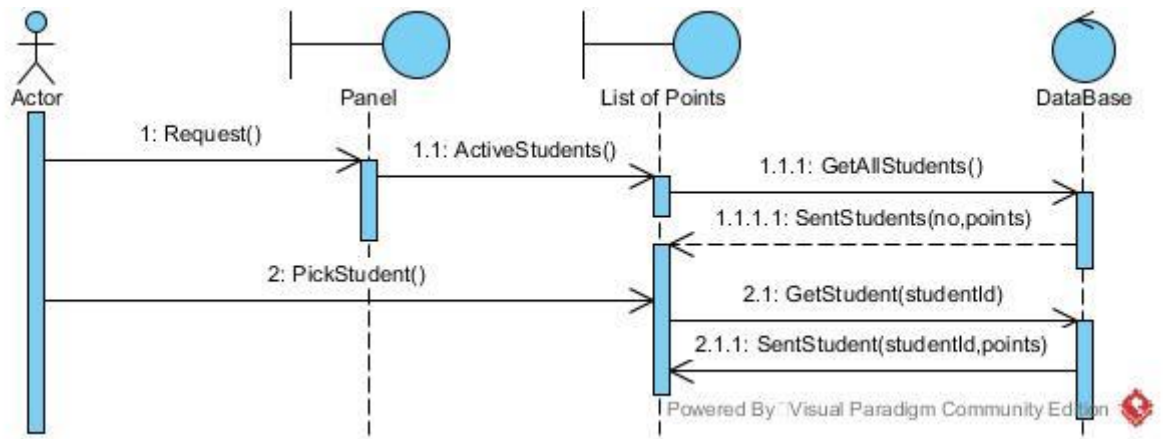 Actor
Panel
List of Points
DataBase
1: Request()
1.1: ActiveStudents()
1.1.1: GetAllStudents()
1.1.1.1: SentStudents(no,points)
2: PickStudent()
2.1: GetStudent(studentId)
2.1.1: SentStudent(studentId,points)
Powered By Visual Paradigm Community Edition